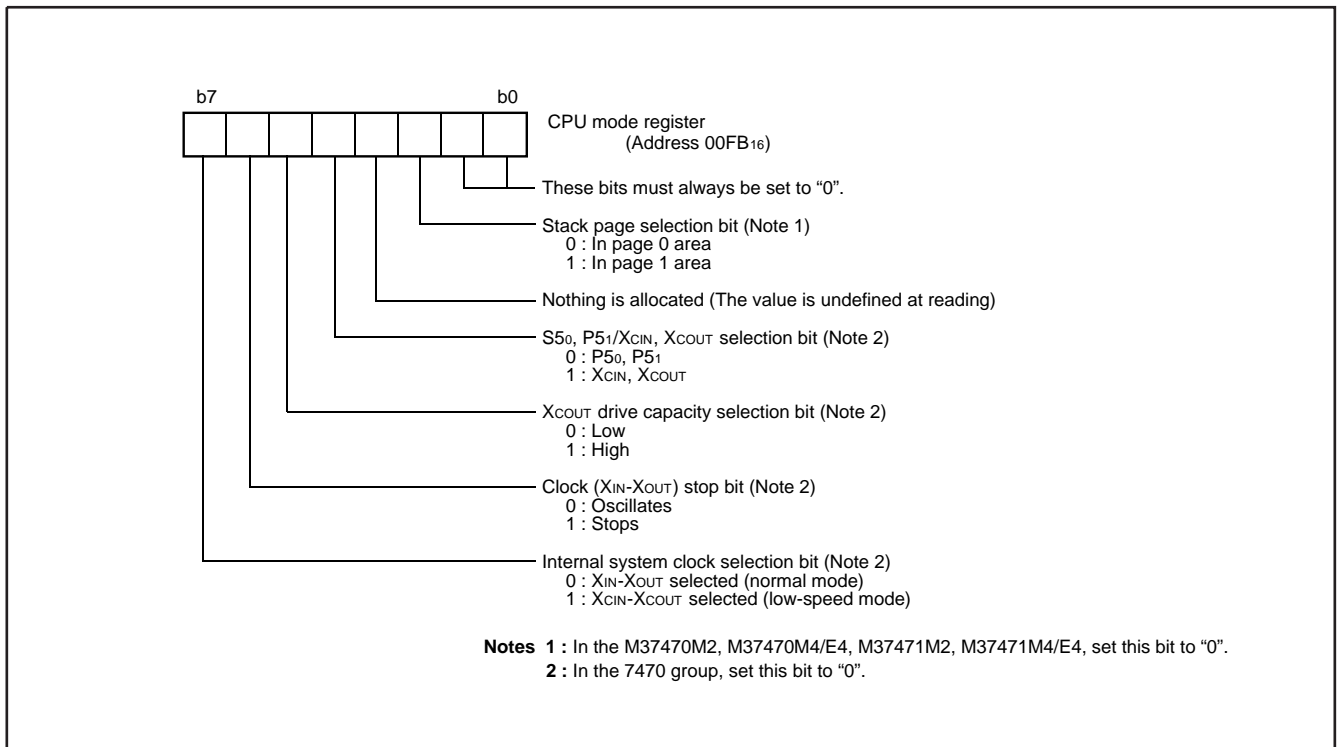 b7 b0
CPU mode register
(Address 00FB16)
These bits must always be set to “0”.
Stack page selection bit (Note 1)
0 : In page 0 area
1 : In page 1 area
Nothing is allocated (The value is undefined at reading)
S50, P51/XCIN, XCOUT selection bit (Note 2)
0 : P50, P51
1 : XCIN, XCOUT
XCOUT drive capacity selection bit (Note 2)
0 : Low
1 : High
Clock (XIN-XOUT) stop bit (Note 2)
0 : Oscillates
1 : Stops
Internal system clock selection bit (Note 2)
0 : XIN-XOUT selected (normal mode)
1 : XCIN-XCOUT selected (low-speed mode)
Notes 1 : In the M37470M2, M37470M4/E4, M37471M2, M37471M4/E4, set this bit to “0”.
2 : In the 7470 group, set this bit to “0”.